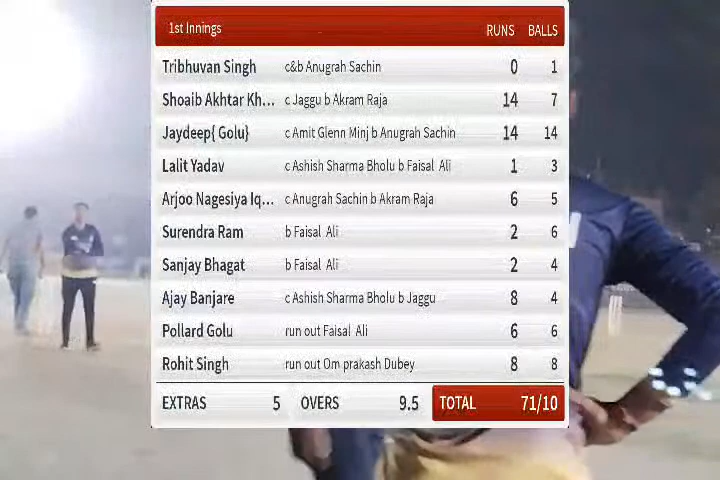 1st Innings RUNS BALLS
Tribhuvan Singh c&b Anugrah Sachin 0 1
Shoaib Akhtar Kh... c Jaggu b Akram Raja 14 7
Jaydeep{ Golu} c Amit Glenn Minj b Anugrah Sachin 14 14
Lalit Yadav c Ashish Sharma Bholu b Faisal Ali 1 3
Arjoo Nagesiya Iq... c Anugrah Sachin b Akram Raja 6 5
Surendra Ram b Faisal Ali 2 6
Sanjay Bhagat b Faisal Ali 2 4
Ajay Banjare c Ashish Sharma Bholu b Jaggu 8 4
Pollard Golu run out Faisal Ali 6 6
Rohit Singh run out Om prakash Dubey 8 8
EXTRAS 5 OVERS 9.5 TOTAL 71/10